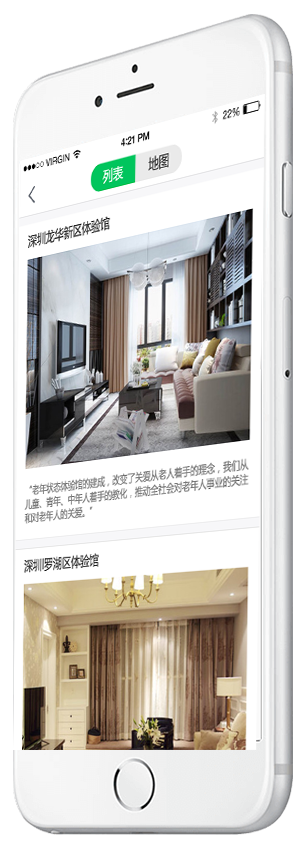 ●●●○○ VIRGIN
4:21 PM
22%
列表
地图
深圳龙华新区体验馆
“老年状态体验馆的建成，改变了关爱从老人着手的理念，我们从
儿童、青年、中年人着手的教化，推动全社会对老年人事业的关注
和对老年人的关爱。”
深圳罗湖区体验馆